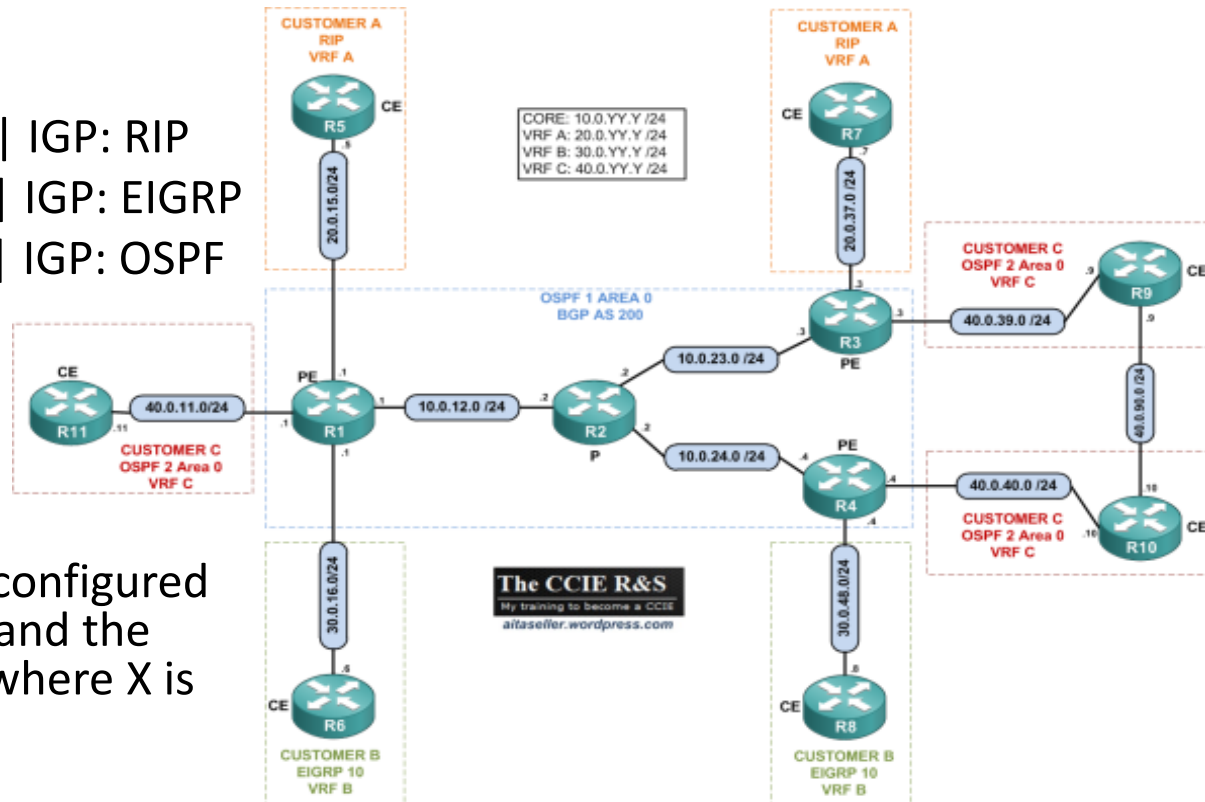 | IGP: RIP
| IGP: EIGRP
| IGP: OSPF
configured
and the
where X is
CUSTOMER A
RIP
VRF A
R5
CE
.5
20.0.15.0/24
CORE: 10.0.YY.Y /24
VRF A: 20.0.YY.Y /24
VRF B: 30.0.YY.Y /24
VRF C: 40.0.YY.Y /24
CUSTOMER A
RIP
VRF A
CE
R7
.7
20.0.37.0 /24
.3
OSPF 1 AREA 0
BGP AS 200
CUSTOMER C
OSPF 2 Area 0
VRF C
.9
R9
CE
.9
40.0.39.0 /24
.3
.3
R3
PE
10.0.23.0 /24
.2
CE
R11
.11
40.0.11.0/24
.1
CUSTOMER C
OSPF 2 Area 0
VRF C
PE
.1
R1
.1
.1
10.0.12.0 /24
.2
R2
P
.2
10.0.24.0 /24
.4
PE
R4
.4
.4
40.0.90.0 /24
40.0.40.0 /24
CUSTOMER C
OSPF 2 Area 0
VRF C
.10
.10
R10
CE
30.0.16.0/24
.6
CE
R6
CUSTOMER B
EIGRP 10
VRF B
The CCIE R&S
My training to become a CCIE
aitaseller.wordpress.com
30.0.48.0/24
.8
CE
R8
CUSTOMER B
EIGRP 10
VRF B